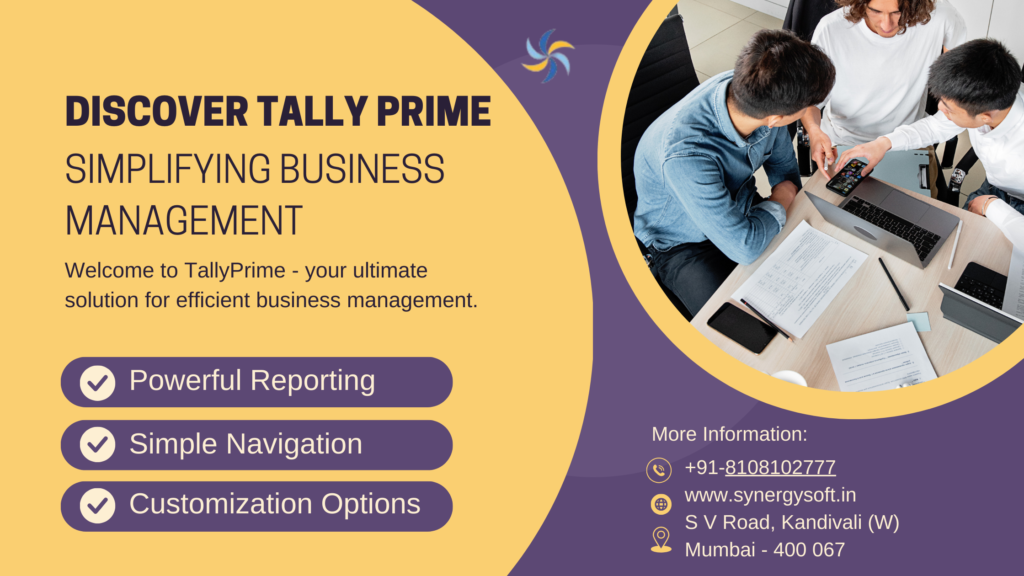 DISCOVER TALLY PRIME
SIMPLIFYING BUSINESS
MANAGEMENT
Welcome to TallyPrime - your ultimate
solution for efficient business management.
Powerful Reporting
Simple Navigation
Customization Options
More Information:
+91-8108102777
www.synergysoft.in
S V Road, Kandivali (W)
Mumbai - 400 067